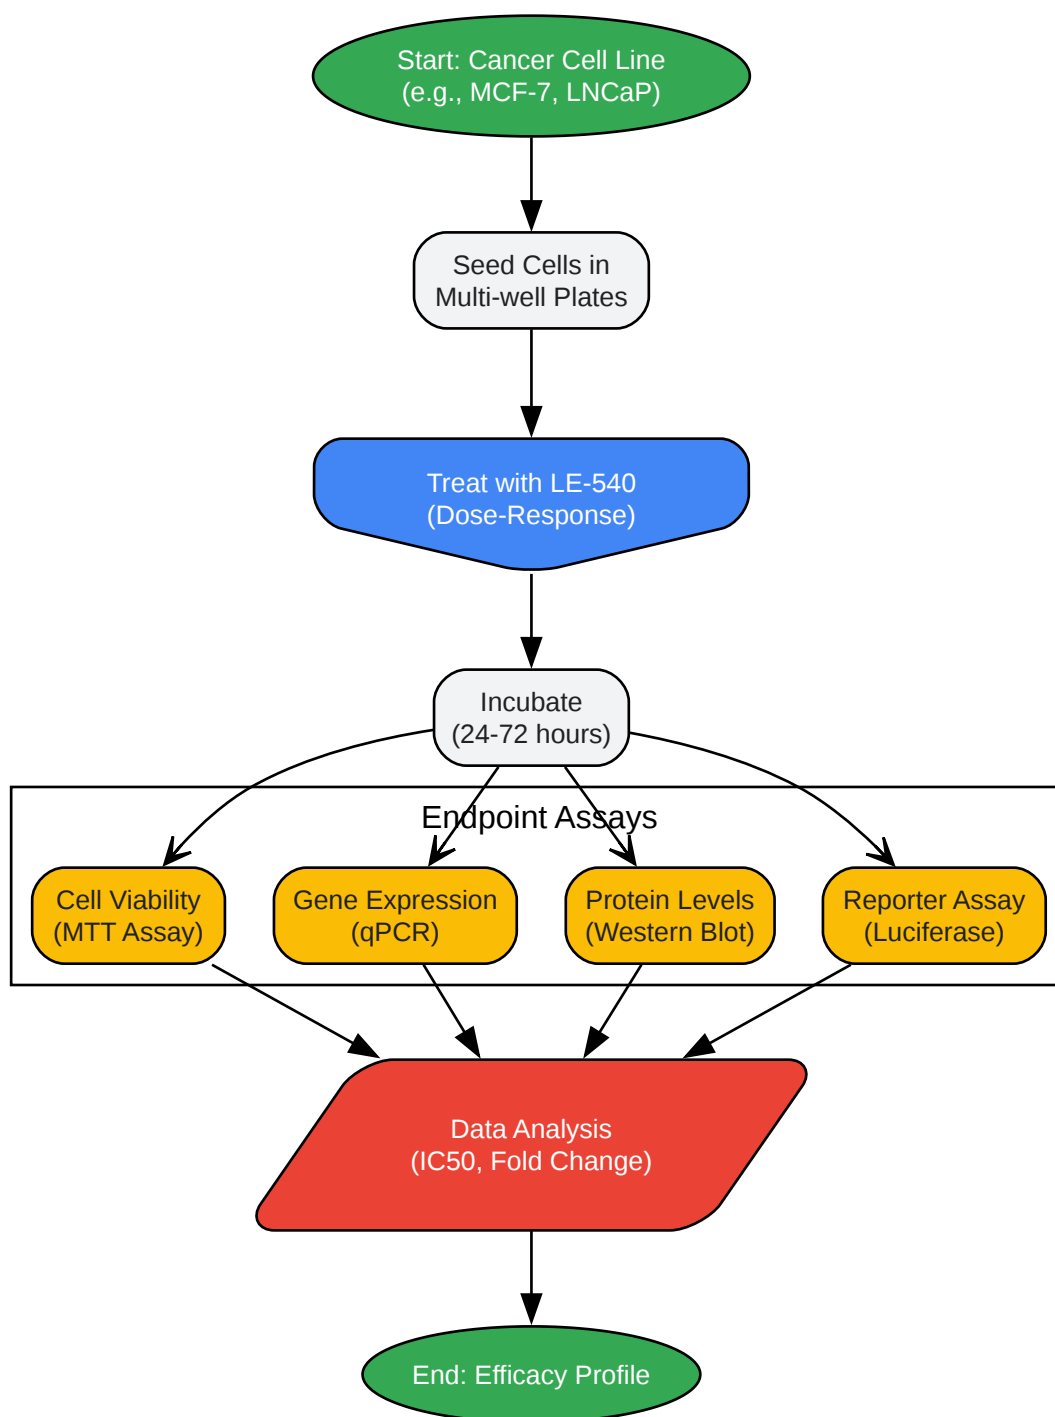 Start: Cancer Cell Line
(e.g., MCF-7, LNCaP)
Seed Cells in
Multi-well Plates
Treat with LE-540
(Dose-Response)
Incubate
(24-72 hours)
Endpoint Assays
Cell Viability
(MTT Assay)
Gene Expression
(qPCR)
Protein Levels
(Western Blot)
Reporter Assay
(Luciferase)
Data Analysis
(IC50, Fold Change)
End: Efficacy Profile